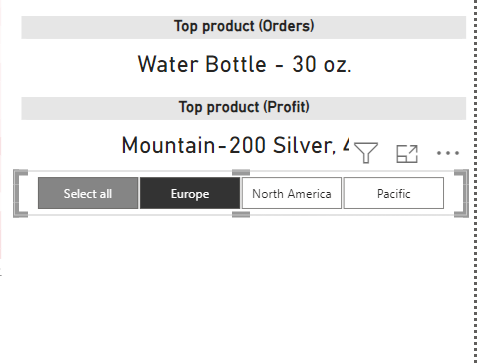 Top product (Orders)
Water Bottle - 30 oz.
Top product (Profit)
Mountain-200 Silver,
Select all
Europe
North America
Pacific